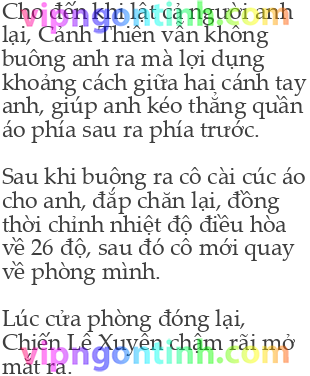 Cho đến khi lật cả người anh
lại, Cảnh Thiên vẫn không
buông anh ra mà lợi dụng
khoảng cách giữa hai cánh tay
anh, giúp anh kéo thẳng quần
áo phía sau ra phía trước.
Sau khi buông ra cô cài cúc áo
cho anh, đắp chăn lại, đồng
thời chỉnh nhiệt độ điều hòa
về 26 độ, sau đó cô mới quay
về phòng mình.
Lúc cửa phòng đóng lại,
Chiến Lê Xuyên chậm rãi mở
mắt ra.
vipngontinh.com
vipngontinh.com